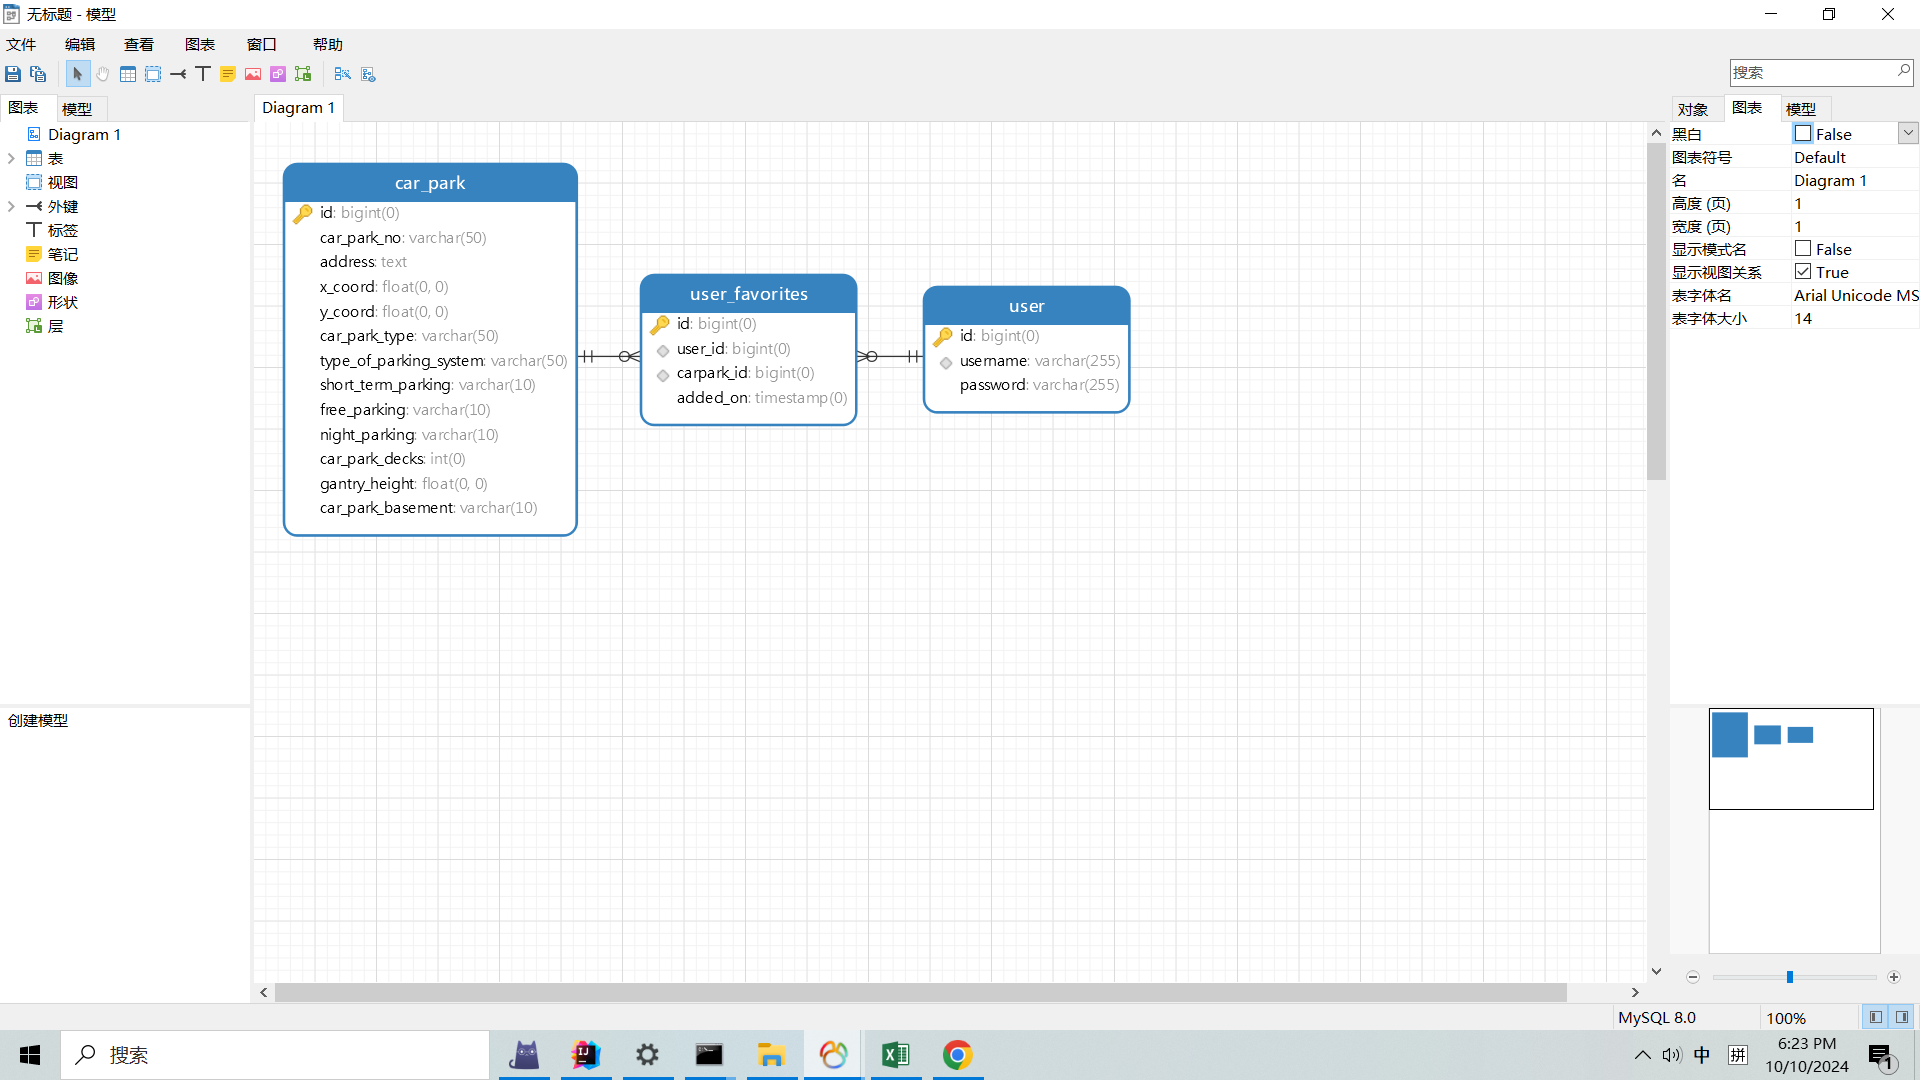 无标题 - 模型
文件 编辑 查看 图表 窗口 帮助
搜索
图表 模型
Diagram 1
表
视图
外键
标签
笔记
图像
形状
层
创建模型
Diagram 1
car_park
id: bigint(0)
car_park_no: varchar(50)
address: text
x_coord: float(0, 0)
y_coord: float(0, 0)
car_park_type: varchar(50)
type_of_parking_system: varchar(50)
short_term_parking: varchar(10)
free_parking: varchar(10)
night_parking: varchar(10)
car_park_decks: int(0)
gantry_height: float(0, 0)
car_park_basement: varchar(10)
user_favorites
id: bigint(0)
user_id: bigint(0)
carpark_id: bigint(0)
added_on: timestamp(0)
user
id: bigint(0)
username: varchar(255)
password: varchar(255)
对象 图表 模型
黑白 False
图表符号 Default
名 Diagram 1
高度 (页) 1
宽度 (页) 1
显示模式名 False
显示视图关系 True
表字体名 Arial Unicode MS
表字体大小 14
MySQL 8.0 100%
搜索
中 拼
6:23 PM
10/10/2024
1